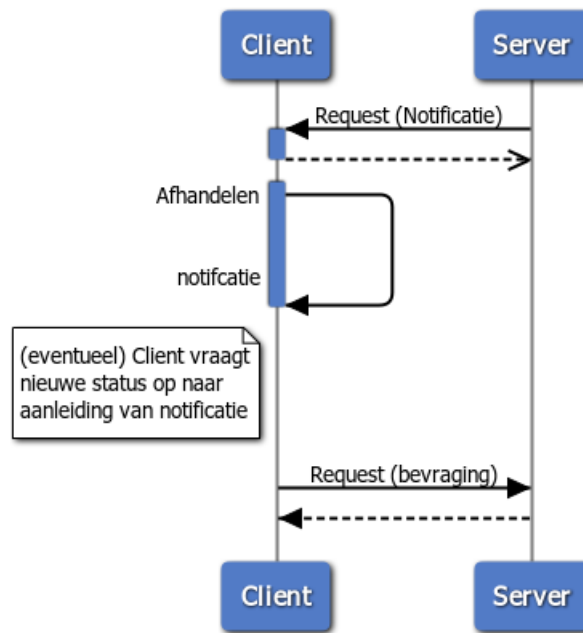 Client
Server
Request (Notificatie)
Afhandelen
notifcatie
(eventueel) Client vraagt
nieuwe status op naar
aanleiding van notificatie
Request (bevraging)
Client
Server